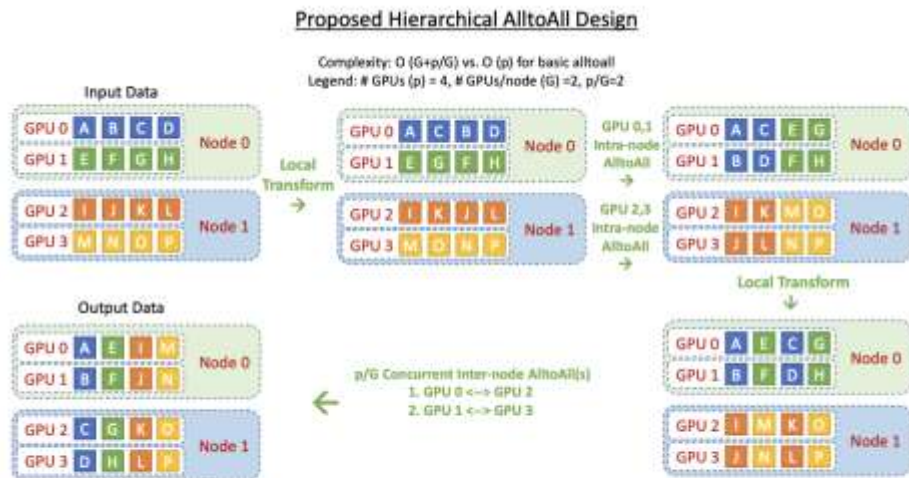 Proposed Hierarchical AlltoAll Design
Complexity: O (G+p/G) vs. O (p) for basic alltoall
Legend: # GPUs (p) = 4, # GPUs/node (G) =2, p/G=2
Input Data
GPU 0 A B C D
GPU 1 E F G H
Node 0
GPU 2 I J K L
GPU 3 M N O P
Node 1
Local
Transform
GPU 0 A C B D
GPU 1 E G F H
Node 0
GPU 2 I K J L
GPU 3 M O N P
Node 1
GPU 0,1
Intra-node
AlltoAll
GPU 2,3
Intra-node
AlltoAll
GPU 0 A C E G
GPU 1 B D F H
Node 0
GPU 2 I K M O
GPU 3 J L N P
Node 1
Local Transform
GPU 0 A E C G
GPU 1 B F D H
Node 0
GPU 2 I M K O
GPU 3 J N L P
Node 1
p/G Concurrent Inter-node AlltoAll(s)
1. GPU 0 <--> GPU 2
2. GPU 1 <--> GPU 3
Output Data
GPU 0 A E I M
GPU 1 B F J N
Node 0
GPU 2 C G K O
GPU 3 D H L P
Node 1